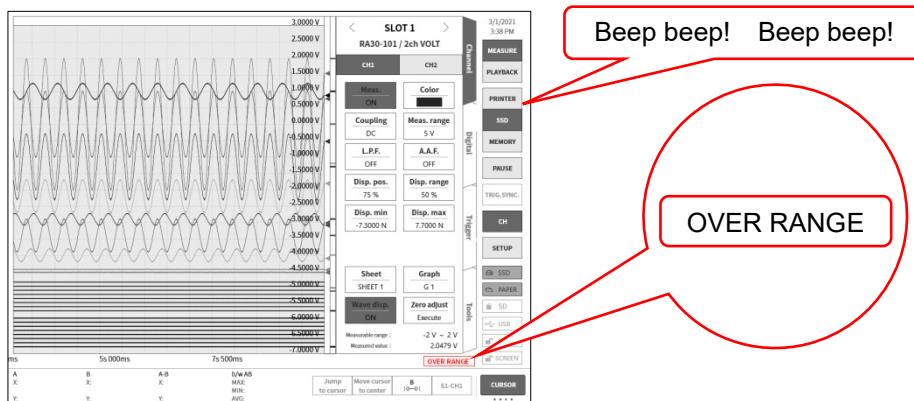 3.0000 V
2.5000 V
2.0000 V
1.5000 V
1.0000 V
0.5000 V
0.0000 V
-0.5000 V
-1.0000 V
-1.5000 V
-2.0000 V
-2.5000 V
-3.0000 V
-3.5000 V
-4.0000 V
-4.5000 V
-5.0000 V
-5.5000 V
-6.0000 V
-6.5000 V
-7.0000 V
ms 5s 000ms 7s 500ms
< SLOT 1 >
RA30-101 / 2ch VOLT
CH1 CH2
Meas. Color
ON
Coupling Meas. range
DC 5 V
L.P.F. A.A.F.
OFF OFF
Disp. pos. Disp. range
75 % 50 %
Disp. min Disp. max
-7.3000 N 7.7000 N
Sheet Graph
SHEET 1 G 1
Wave disp. Zero adjust
ON Execute
Measurable range : -2 V ~ 2 V
Measured value : 2.0479 V
OVER RANGE
Channel
Digital
Trigger
Tools
3/1/2021
3:38 PM
MEASURE
PLAYBACK
PRINTER
SSD
MEMORY
PAUSE
TRIG.SYNC.
CH
SETUP
SSD
PAPER
SD
USB
SCREEN
CURSOR
A B A-B b/w AB
X: X: X: MAX:
MIN:
Y: Y: Y: AVG:
Jump
to cursor
Move cursor
to center
B
S1-CH1
Beep beep! Beep beep!
OVER RANGE